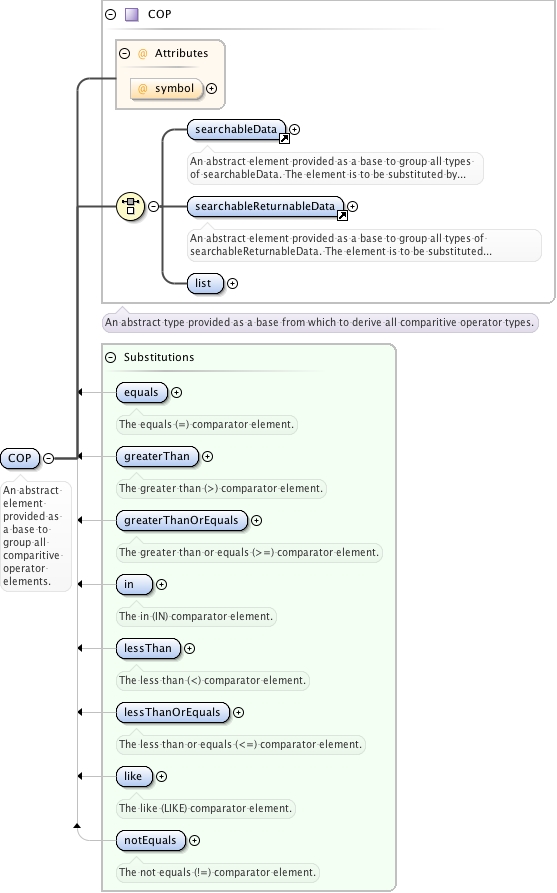 COP
@ Attributes
@ symbol
searchableData
An abstract element provided as a base to group all types
of searchableData. The element is to be substituted by...
searchableReturnableData
An abstract element provided as a base to group all types of
searchableReturnableData. The element is to be substituted...
list
An abstract type provided as a base from which to derive all comparitive operator types.
Substitutions
equals
The equals (=) comparator element.
greaterThan
The greater than (>) comparator element.
greaterThanOrEquals
The greater than or equals (>=) comparator element.
in
The in (IN) comparator element.
lessThan
The less than (<) comparator element.
lessThanOrEquals
The less than or equals (<=) comparator element.
like
The like (LIKE) comparator element.
notEquals
The not equals (!=) comparator element.
COP
An abstract
element
provided as
a base to
group all
comparitive
operator
elements.